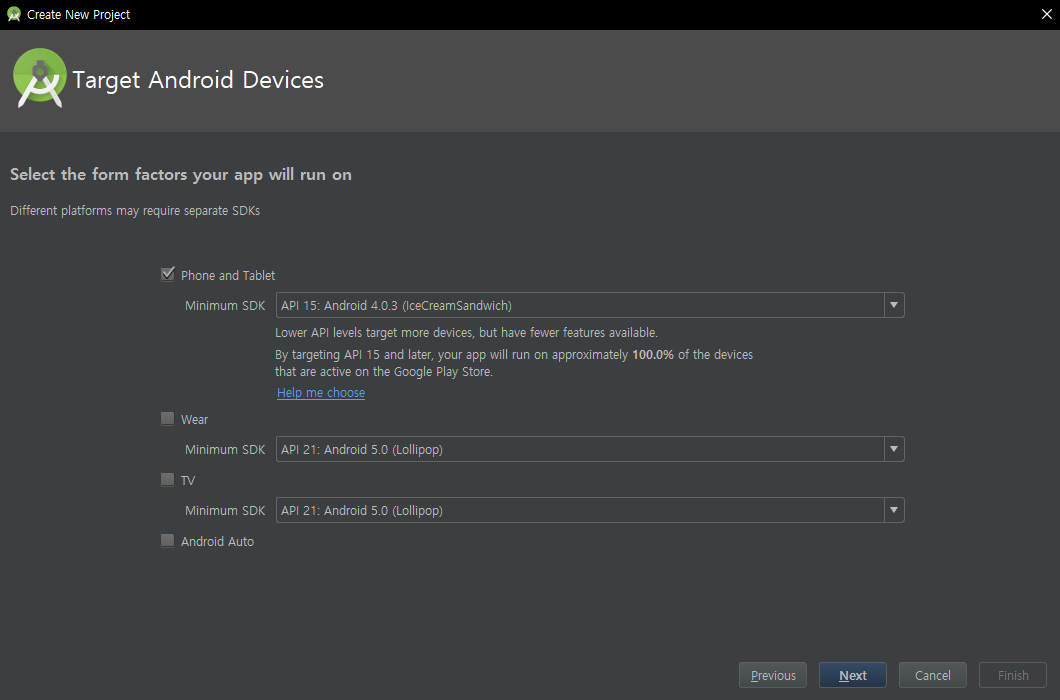 Create New Project
Target Android Devices
Select the form factors your app will run on
Different platforms may require separate SDKs
Phone and Tablet
Minimum SDK API 15: Android 4.0.3 (IceCreamSandwich)
Lower API levels target more devices, but have fewer features available.
By targeting API 15 and later, your app will run on approximately 100.0% of the devices
that are active on the Google Play Store.
Help me choose
Wear
Minimum SDK API 21: Android 5.0 (Lollipop)
TV
Minimum SDK API 21: Android 5.0 (Lollipop)
Android Auto
Previous Next Cancel Finish